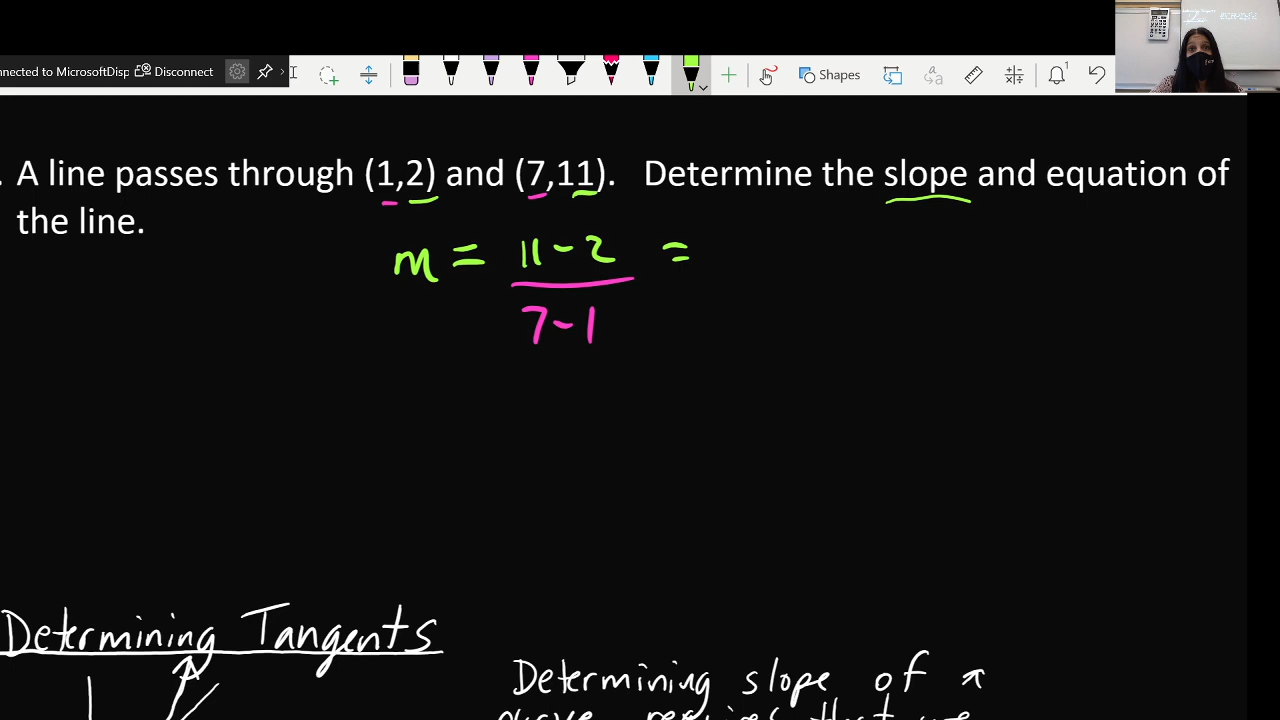 nnected to MicrosoftDisp Disconnect Shapes
. A line passes through (1,2) and (7,11). Determine the slope and equation of
the line.
m = 11-2 =
7-1
Determining Tangents
Determining slope of a